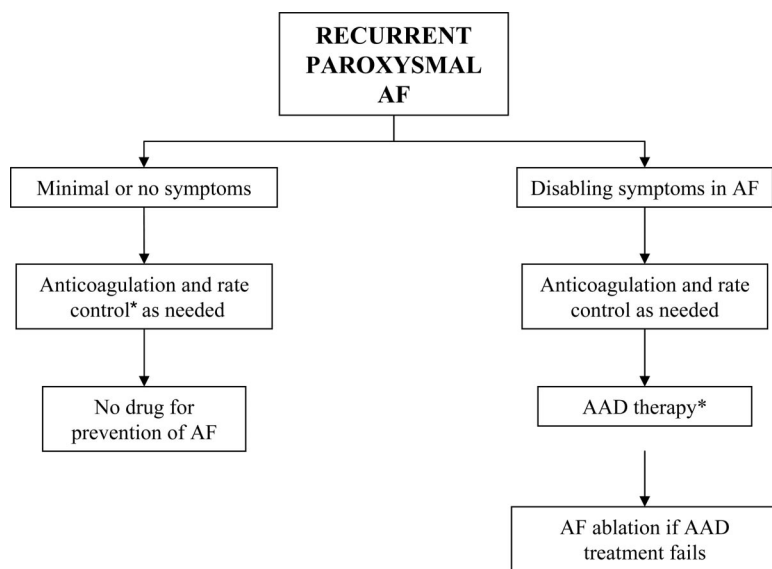 RECURRENT
PAROXYSMAL
AF
Minimal or no symptoms
Disabling symptoms in AF
Anticoagulation and rate
control* as needed
Anticoagulation and rate
control as needed
No drug for
prevention of AF
AAD therapy*
AF ablation if AAD
treatment fails